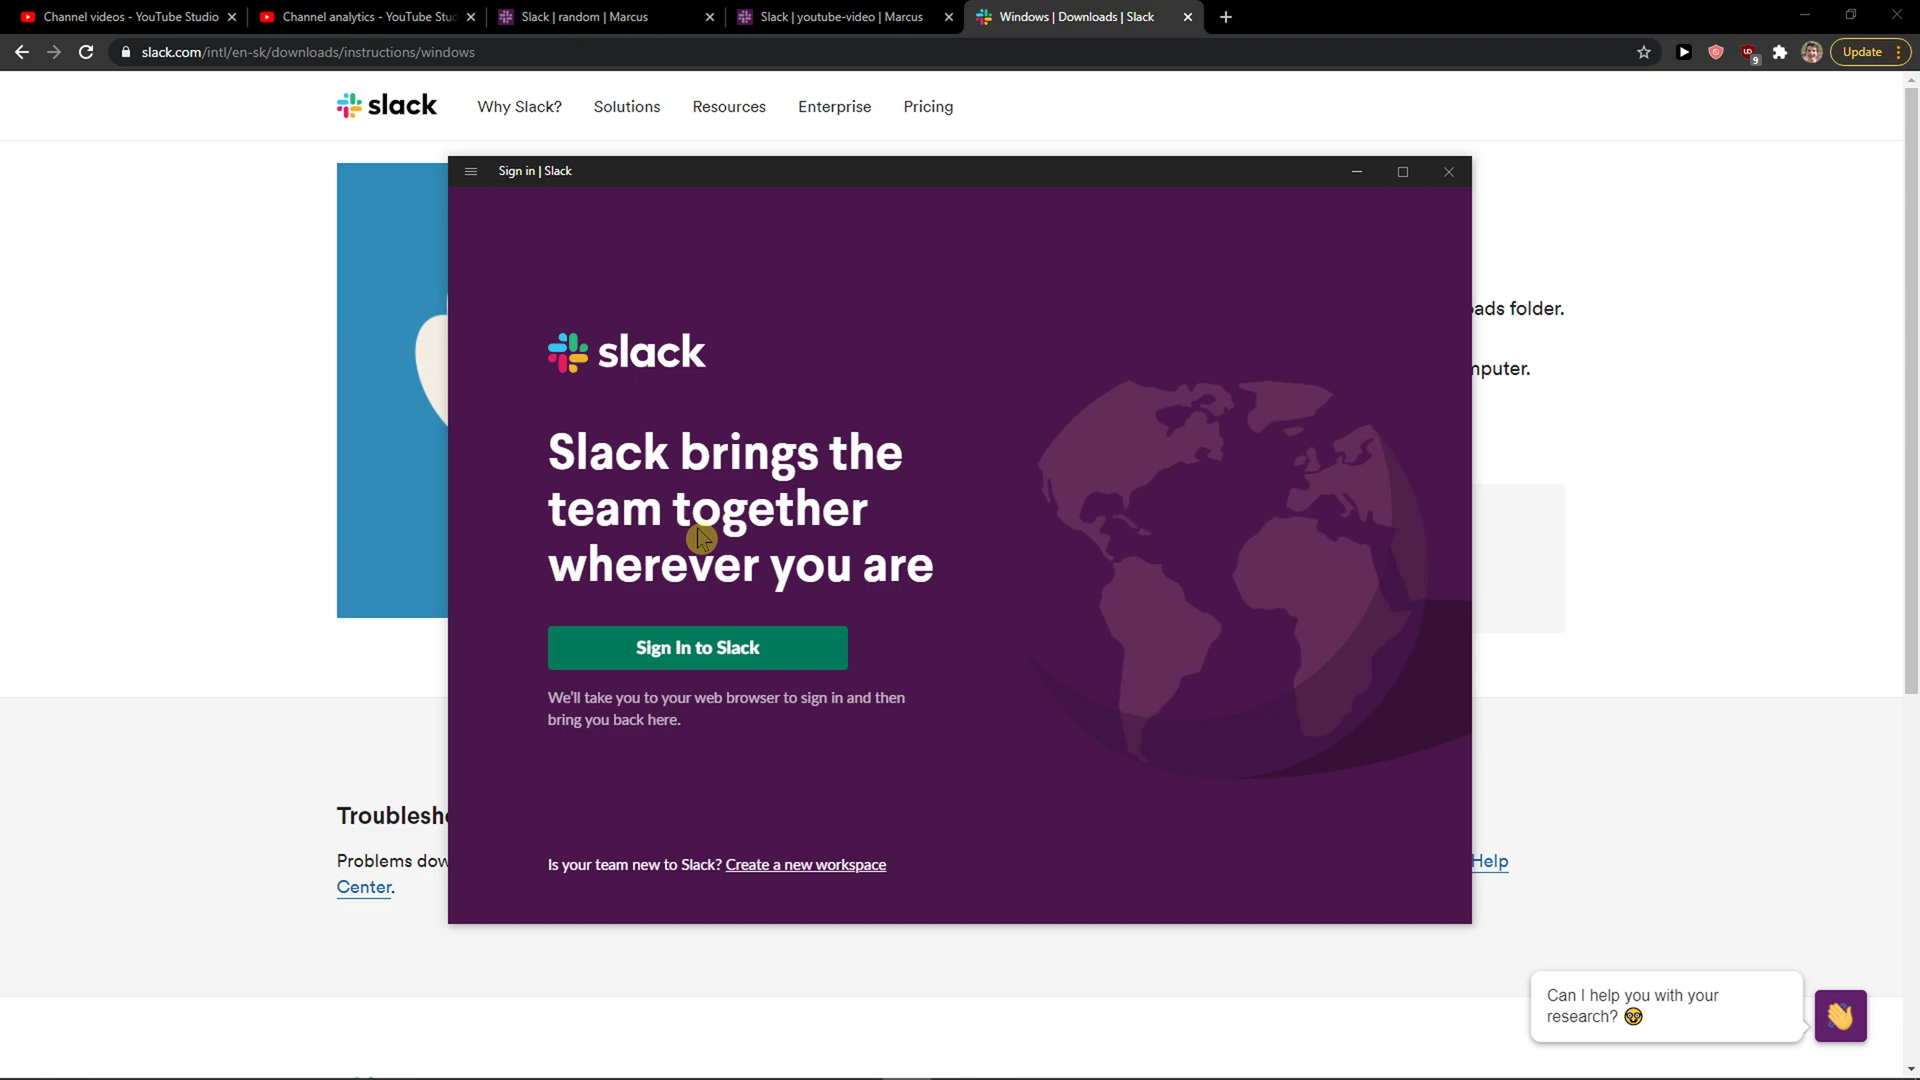 Channel videos - YouTube Studio
Channel analytics - YouTube Stud
Slack | random | Marcus
Slack | youtube-video | Marcus
Windows | Downloads | Slack
slack.com/intl/en-sk/downloads/instructions/windows
9
Update
slack
Why Slack?
Solutions
Resources
Enterprise
Pricing
Sign in | Slack
slack
Slack brings the
team together
wherever you are
Sign In to Slack
We'll take you to your web browser to sign in and then
bring you back here.
Is your team new to Slack? Create a new workspace
ads folder.
puter.
Troublesh
Problems dow
Help
Center.
Can I help you with your
research? 🤓